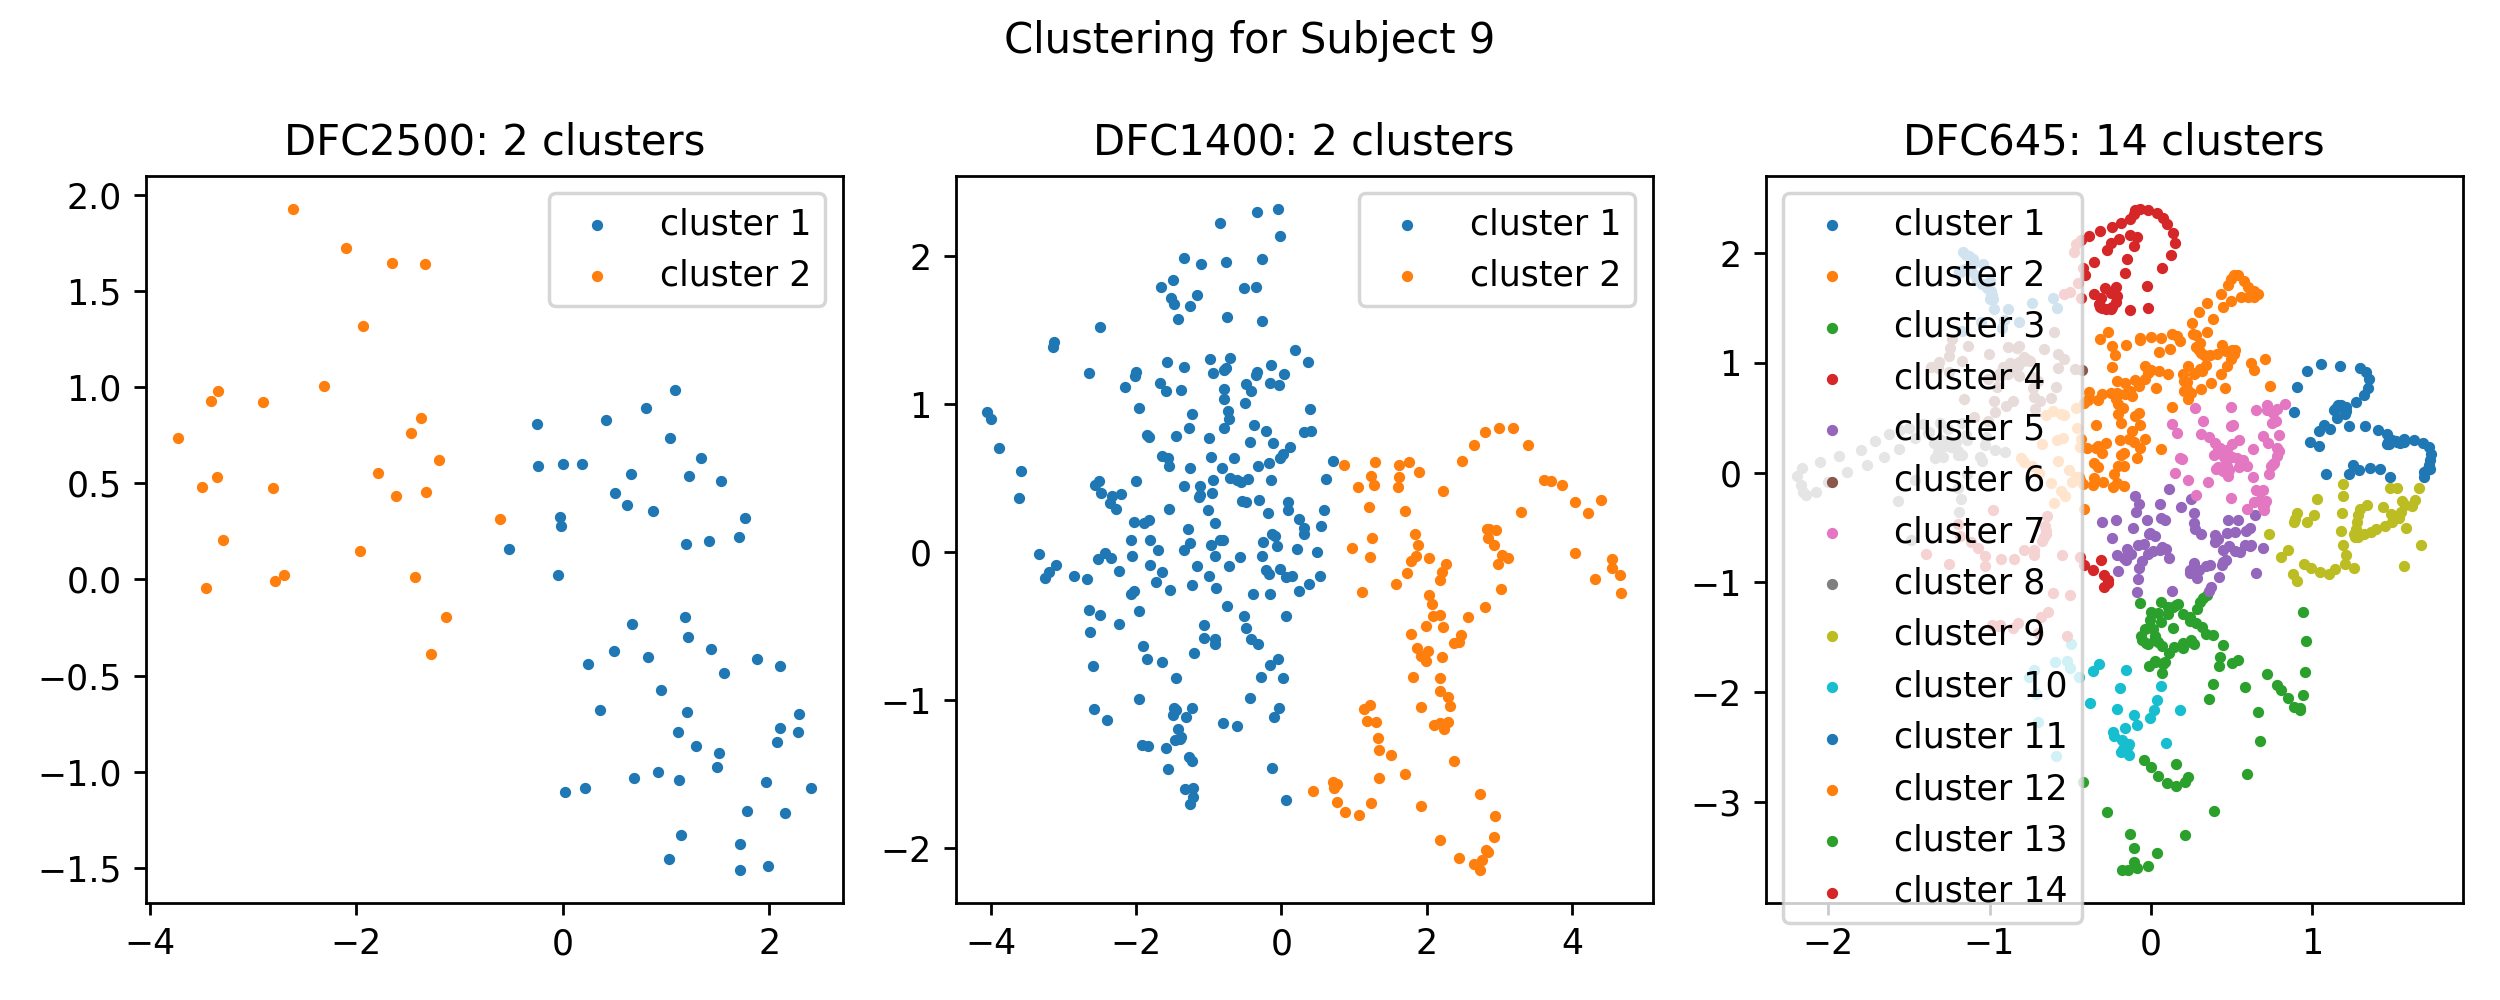 Clustering for Subject 9
DFC2500: 2 clusters
2.0
1.5
1.0
0.5
0.0
−0.5
−1.0
−1.5
−4
−2
0
2
cluster 1
cluster 2
DFC1400: 2 clusters
2
1
0
−1
−2
−4
−2
0
2
4
cluster 1
cluster 2
DFC645: 14 clusters
2
1
0
−1
−2
−3
−2
−1
0
1
cluster 1
cluster 2
cluster 3
cluster 4
cluster 5
cluster 6
cluster 7
cluster 8
cluster 9
cluster 10
cluster 11
cluster 12
cluster 13
cluster 14